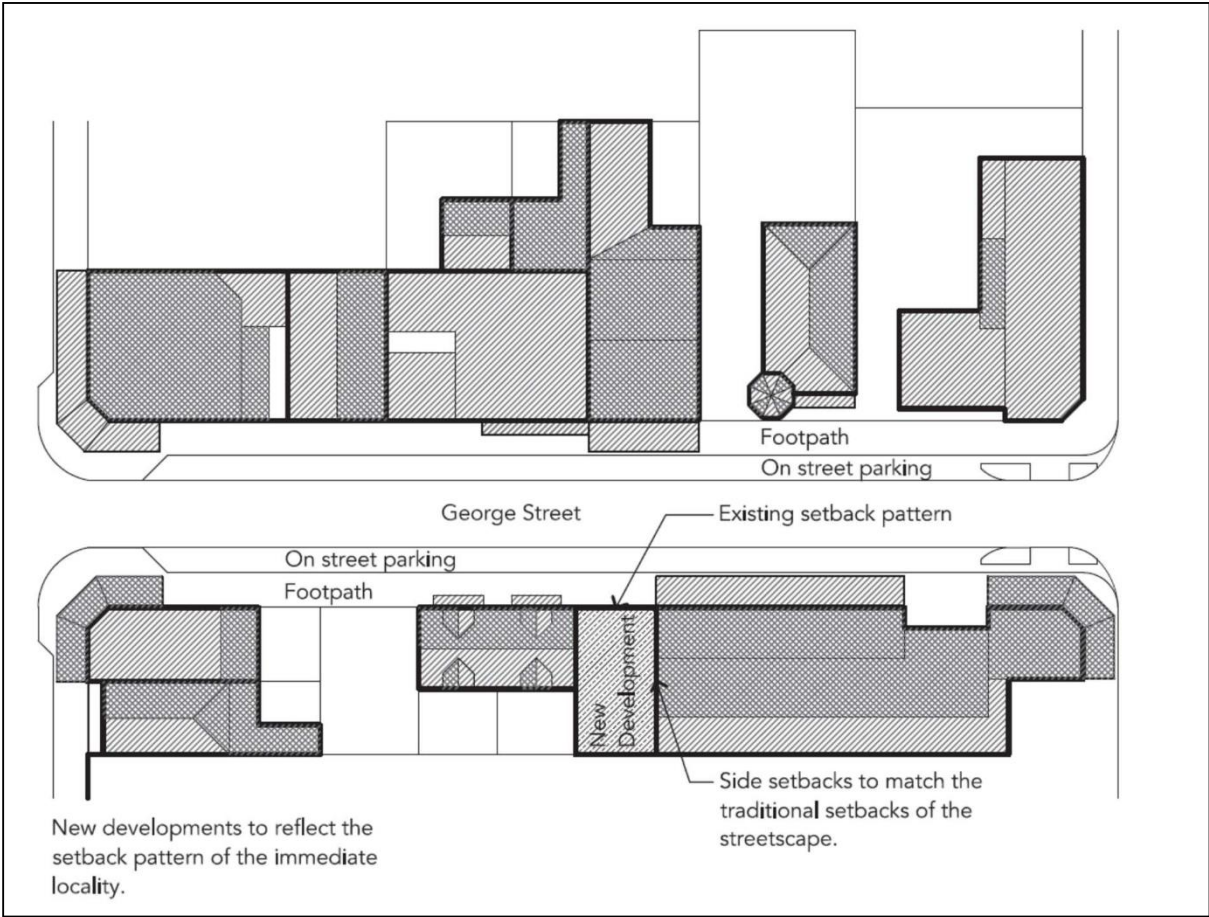 Footpath
On street parking
George Street
Existing setback pattern
On street parking
Footpath
New
Development
Side setbacks to match the
traditional setbacks of the
streetscape.
New developments to reflect the
setback pattern of the immediate
locality.